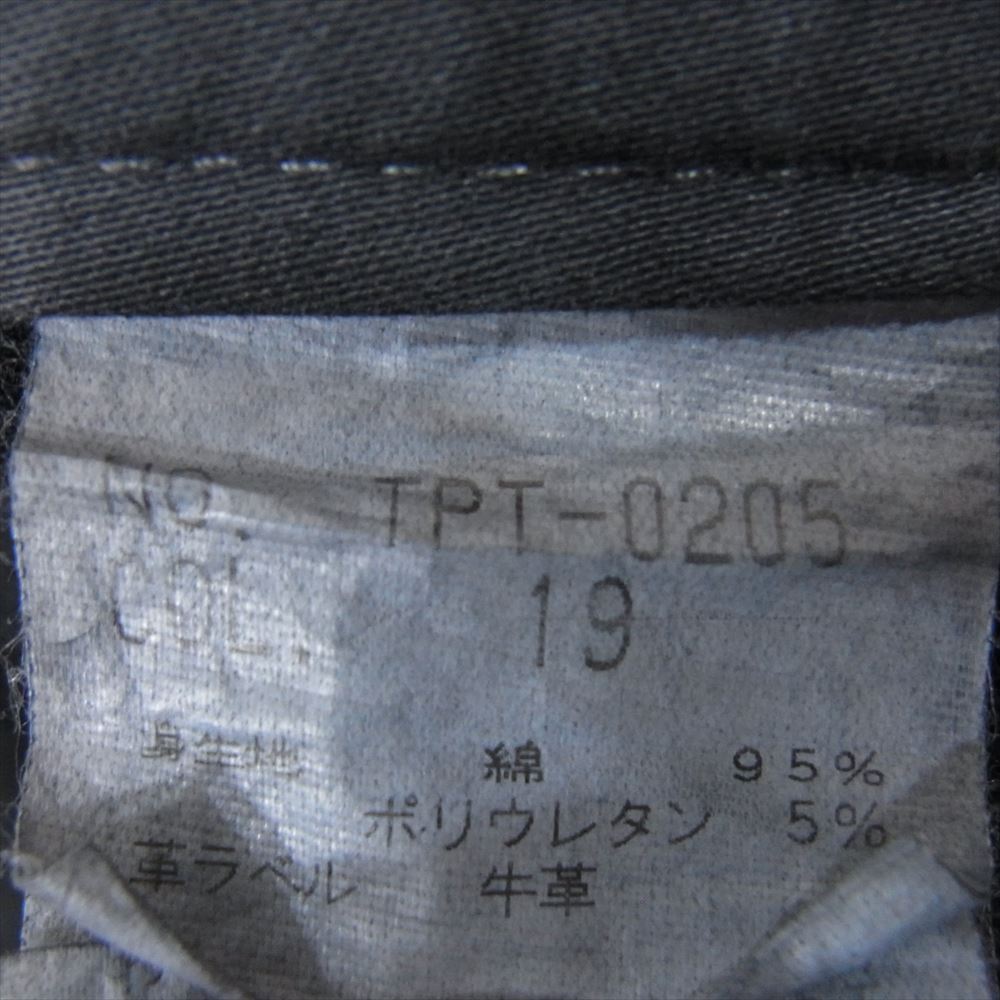 NO. TPT-0205
COL. 19
身生地 綿 95%
ポリウレタン 5%
革ラベル 牛革